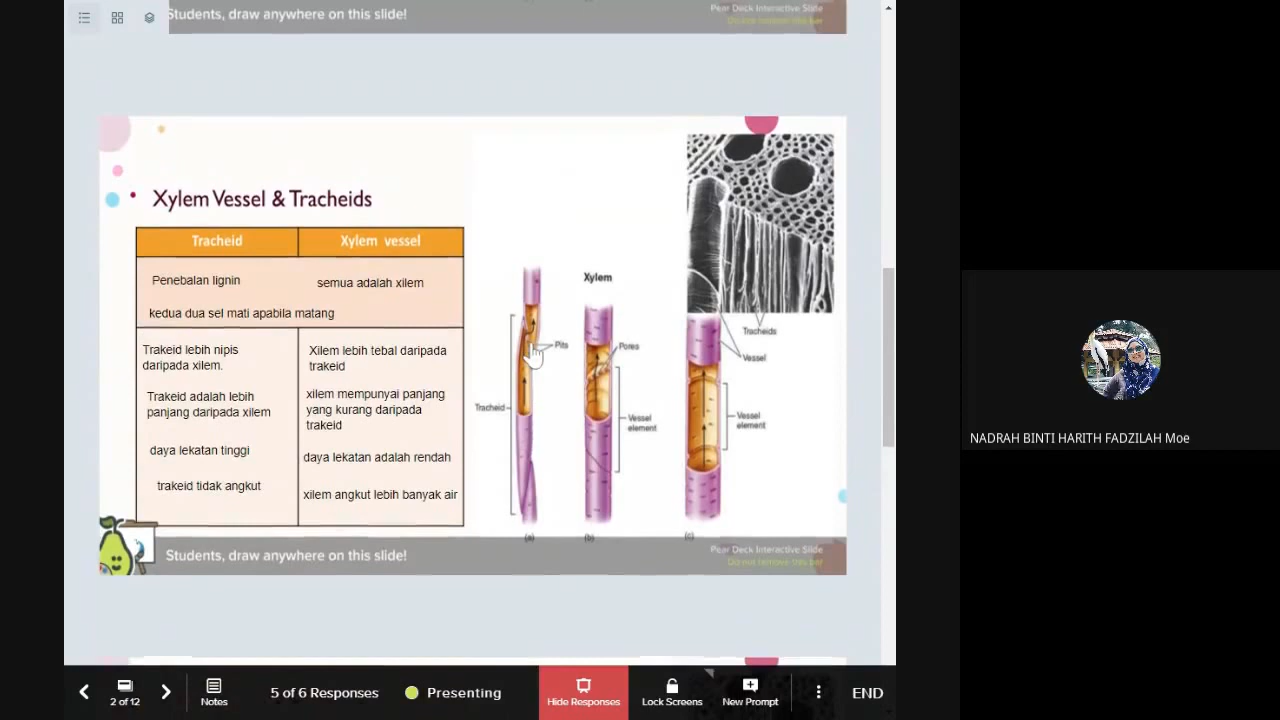 Students, draw anywhere on this slide!
Pear Deck Interactive Slide
Do not remove this bar
• Xylem Vessel & Tracheids
Tracheid
Xylem vessel
Penebalan lignin
semua adalah xilem
kedua dua sel mati apabila matang
Trakeid lebih nipis
daripada xilem.
Xilem lebih tebal daripada
trakeid
Trakeid adalah lebih
panjang daripada xilem
xilem mempunyai panjang
yang kurang daripada
trakeid
daya lekatan tinggi
daya lekatan adalah rendah
trakeid tidak angkut
xilem angkut lebih banyak air
Xylem
Tracheids
Pits
Pores
Vessel
Tracheid
Vessel
element
Vessel
element
(a)
(b)
(c)
Students, draw anywhere on this slide!
Pear Deck Interactive Slide
Do not remove this bar
NADRAH BINTI HARITH FADZILAH Moe
2 of 12
Notes
5 of 6 Responses
Presenting
Hide Responses
Lock Screens
New Prompt
END